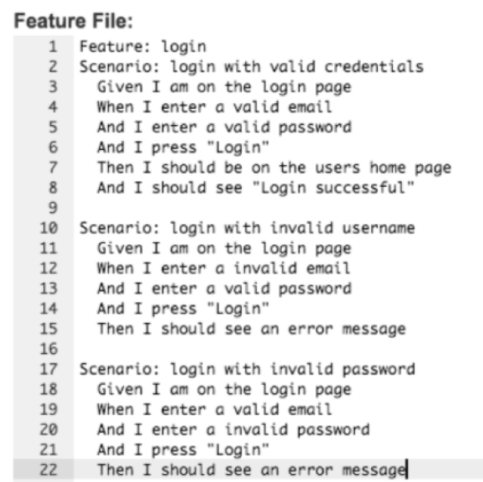 Feature File:
1 Feature: login
2 Scenario: login with valid credentials
3 Given I am on the login page
4 When I enter a valid email
5 And I enter a valid password
6 And I press "Login"
7 Then I should be on the users home page
8 And I should see "Login successful"
9
10 Scenario: login with invalid username
11 Given I am on the login page
12 When I enter a invalid email
13 And I enter a valid password
14 And I press "Login"
15 Then I should see an error message
16
17 Scenario: login with invalid password
18 Given I am on the login page
19 When I enter a valid email
20 And I enter a invalid password
21 And I press "Login"
22 Then I should see an error message